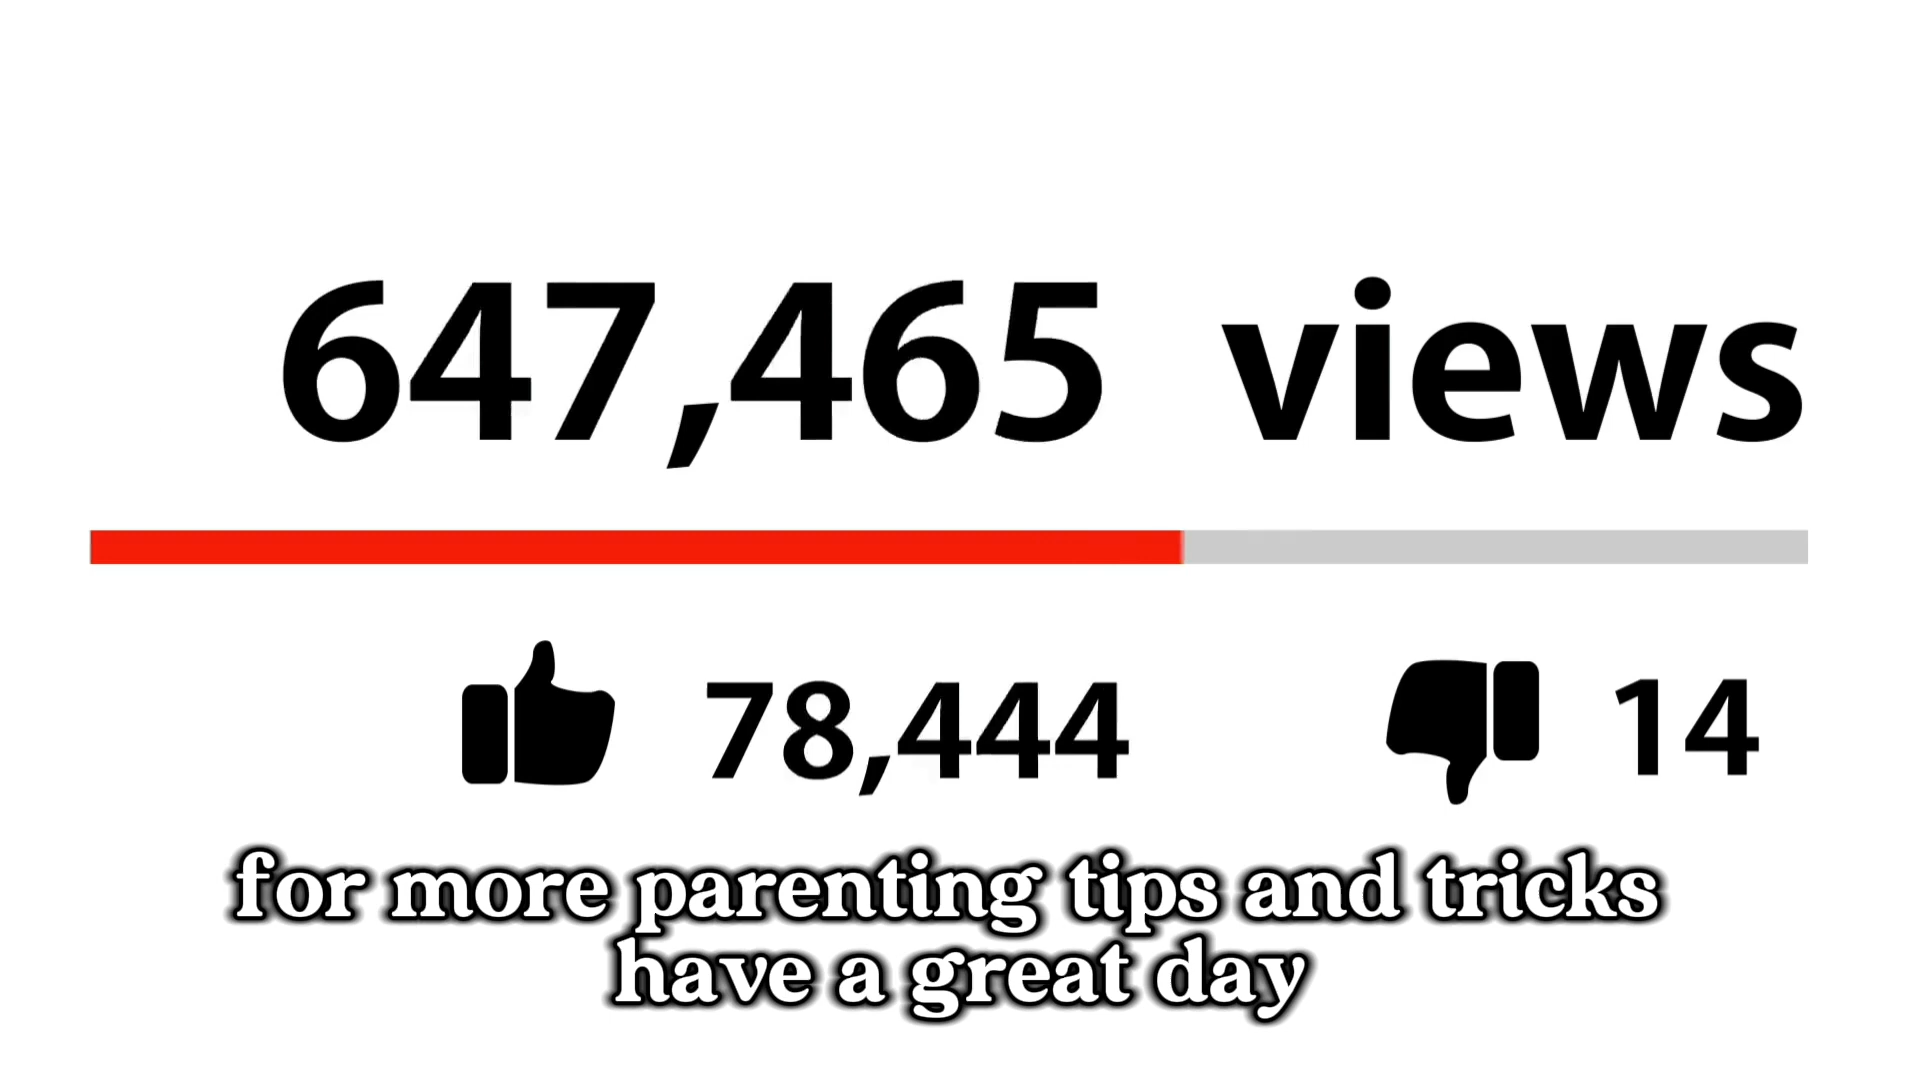 647,465 views
78,444 14
for more parenting tips and tricks
have a great day